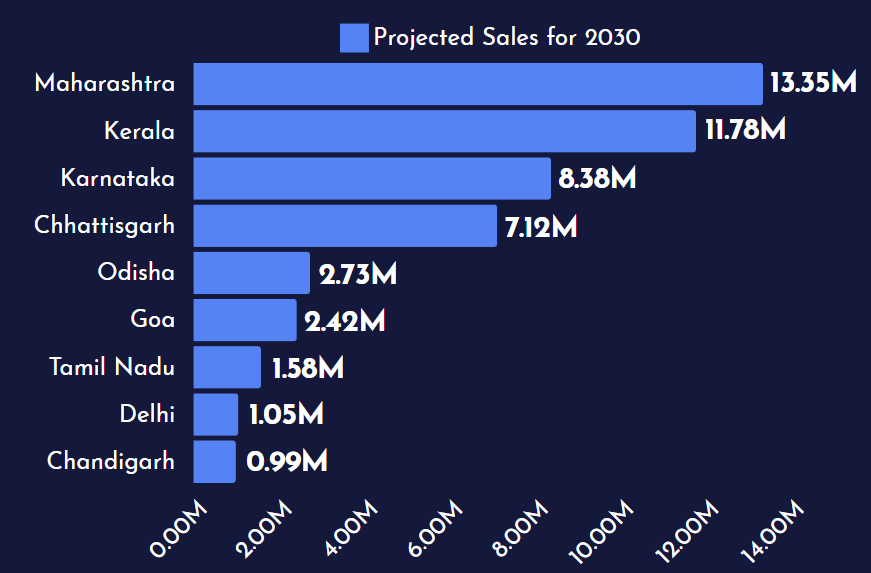 Projected Sales for 2030
Maharashtra 13.35M
Kerala 11.78M
Karnataka 8.38M
Chhattisgarh 7.12M
Odisha 2.73M
Goa 2.42M
Tamil Nadu 1.58M
Delhi 1.05M
Chandigarh 0.99M
0.00M 2.00M 4.00M 6.00M 8.00M 10.00M 12.00M 14.00M